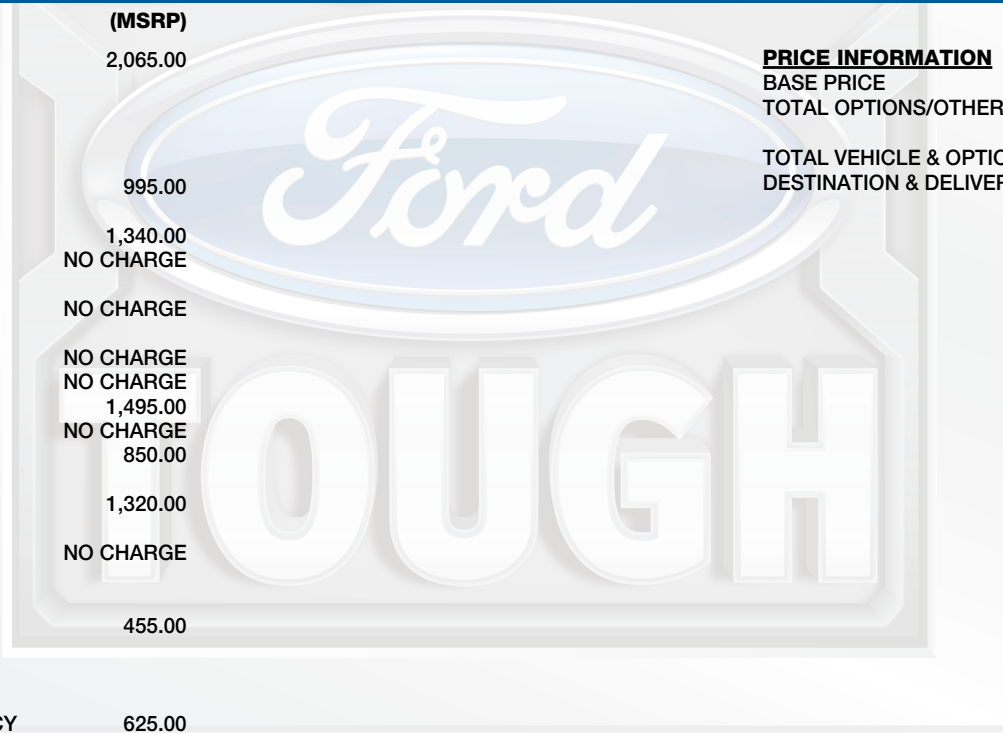 (MSRP)
2,065.00
995.00
1,340.00
NO CHARGE
NO CHARGE
NO CHARGE
NO CHARGE
1,495.00
NO CHARGE
850.00
1,320.00
NO CHARGE
455.00
CY 625.00
PRICE INFORMATION
BASE PRICE
TOTAL OPTIONS/OTHER
TOTAL VEHICLE & OPTIO
DESTINATION & DELIVER
Ford
TOUGH